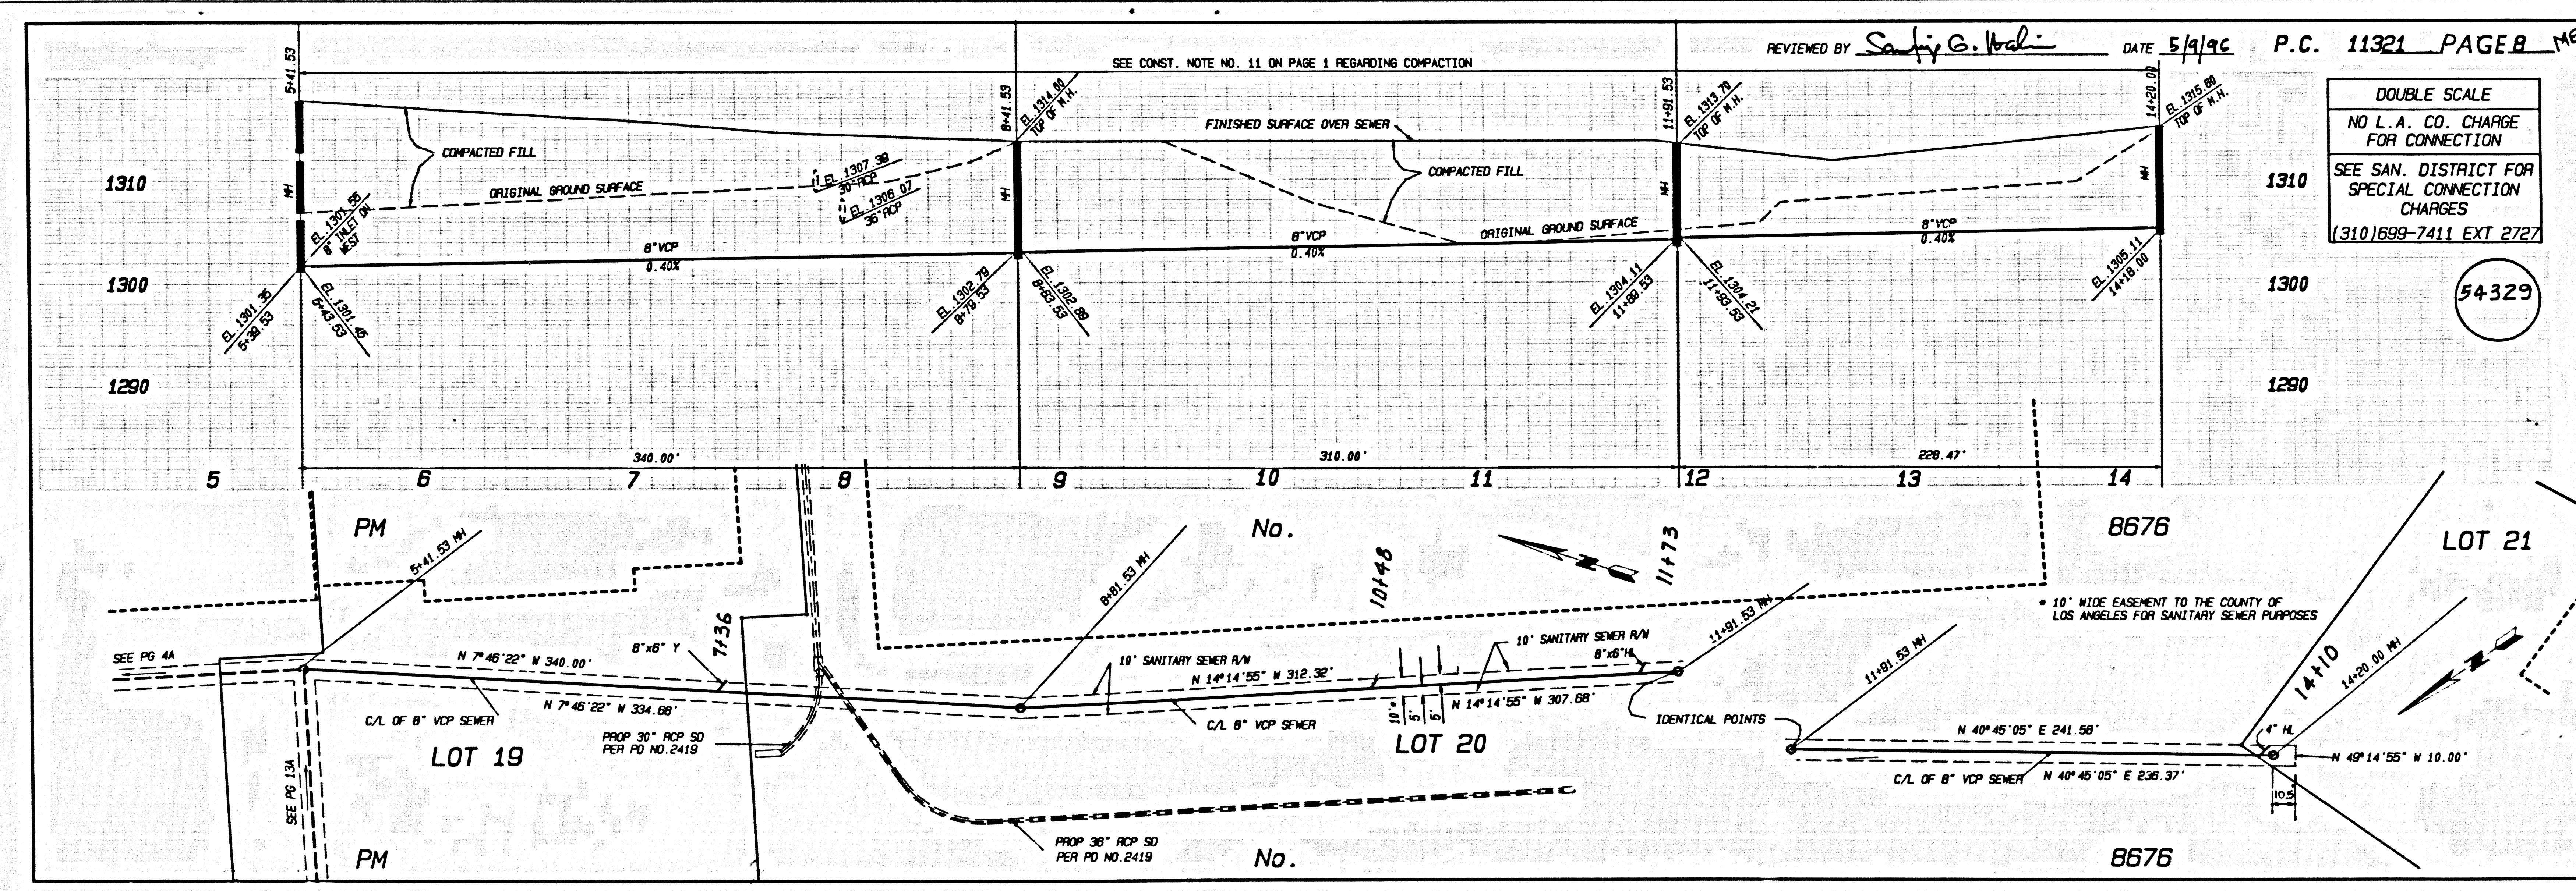 REVIEWED BY
DATE 5/9/96
P.C. 11321 PAGE 8
SEE CONST. NOTE NO. 11 ON PAGE 1 REGARDING COMPACTION
DOUBLE SCALE
NO L.A. CO. CHARGE
FOR CONNECTION
SEE SAN. DISTRICT FOR
SPECIAL CONNECTION
CHARGES
(310)699-7411 EXT 2727
54329
5+41.53
8+41.53
EL.1314.00
TOP OF M.H.
11+91.53
EL.1313.70
TOP OF M.H.
14+20.00
EL.1315.60
TOP OF M.H.
FINISHED SURFACE OVER SEWER
COMPACTED FILL
COMPACTED FILL
1310
1310
MH
MH
MH
MH
ORIGINAL GROUND SURFACE
EL.1307.39
30" RCP
EL.1306.07
36" RCP
ORIGINAL GROUND SURFACE
EL.1301.55
8" INLET ON
WEST
8"VCP
0.40%
8"VCP
0.40%
8"VCP
0.40%
1300
1300
EL.1301.35
5+39.53
EL.1301.45
5+43.53
EL.1302.79
8+79.53
EL.1302.89
8+83.53
EL.1304.11
11+89.53
EL.1304.21
11+93.53
EL.1305.11
14+18.00
1290
1290
340.00'
310.00'
228.47'
5 6 7 8 9 10 11 12 13 14
PM No. 8676
LOT 21
5+41.53 MH
8+81.53 MH
10+48
N
11+73
11+91.53 MH
* 10' WIDE EASEMENT TO THE COUNTY OF
LOS ANGELES FOR SANITARY SEWER PURPOSES
SEE PG 4A
N 7°46'22" W 340.00'
8"x6" Y
7+36
10' SANITARY SEWER R/W
N 14°14'55" W 312.32'
10' SANITARY SEWER R/W
8"x6"HL
11+91.53 MH
14+10
14+20.00 MH
N
C/L OF 8" VCP SEWER
N 7°46'22" W 334.68'
C/L 8" VCP SEWER
10'*
5'
5'
N 14°14'55" W 307.68'
IDENTICAL POINTS
N 40°45'05" E 241.58'
4" HL
N 49°14'55" W 10.00'
LOT 19
PROP 30" RCP SD
PER PD NO.2419
LOT 20
C/L OF 8" VCP SEWER
N 40°45'05" E 236.37'
10.5'
SEE PG 13A
PROP 36" RCP SD
PER PD NO.2419
PM No. 8676